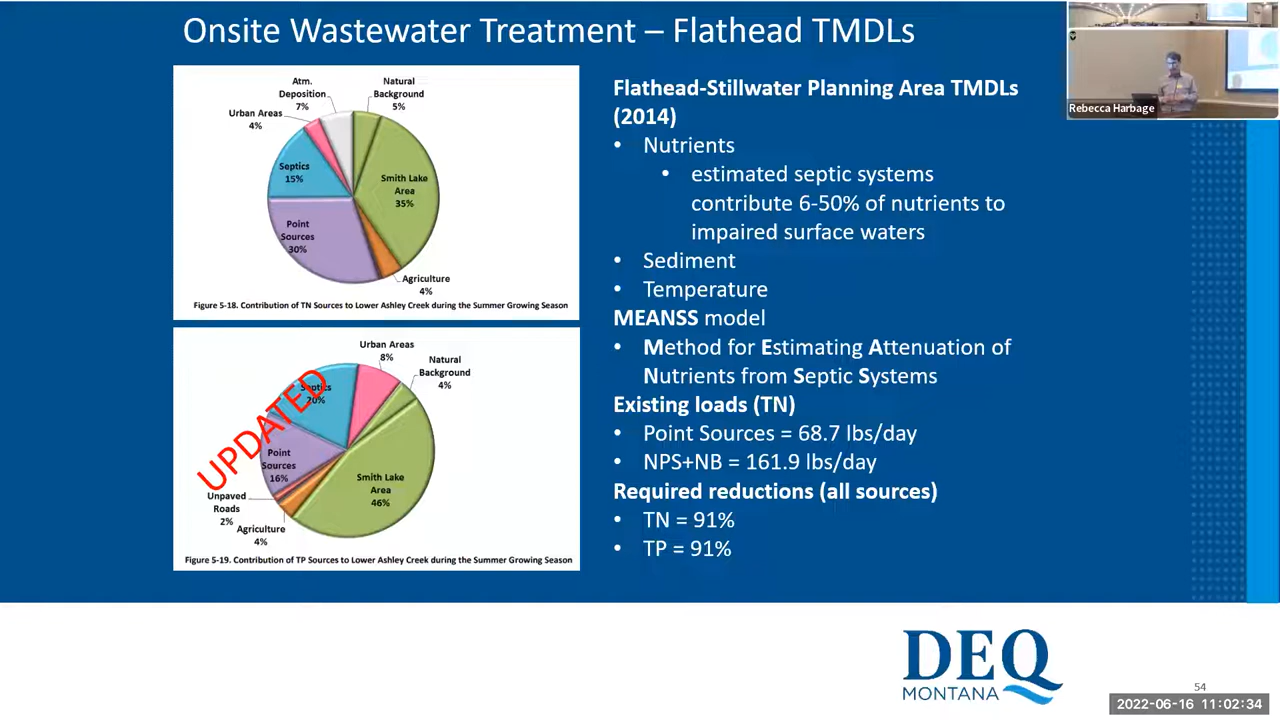 Onsite Wastewater Treatment – Flathead TMDLs
Atm.
Deposition
7%
Natural
Background
5%
Urban Areas
4%
Septics
15%
Smith Lake
Area
35%
Point
Sources
30%
Agriculture
4%
Figure 5-18. Contribution of TN Sources to Lower Ashley Creek during the Summer Growing Season
Urban Areas
8%
Natural
Background
4%
Septics
20%
UPDATED
Point
Sources
16%
Smith Lake
Area
46%
Unpaved
Roads
2%
Agriculture
4%
Figure 5-19. Contribution of TP Sources to Lower Ashley Creek during the Summer Growing Season
Flathead-Stillwater Planning Area TMDLs
(2014)
• Nutrients
• estimated septic systems
contribute 6-50% of nutrients to
impaired surface waters
• Sediment
• Temperature
MEANSS model
• Method for Estimating Attenuation of
Nutrients from Septic Systems
Existing loads (TN)
• Point Sources = 68.7 lbs/day
• NPS+NB = 161.9 lbs/day
Required reductions (all sources)
• TN = 91%
• TP = 91%
Rebecca Harbage
DEQ
MONTANA
54
2022-06-16 11:02:34